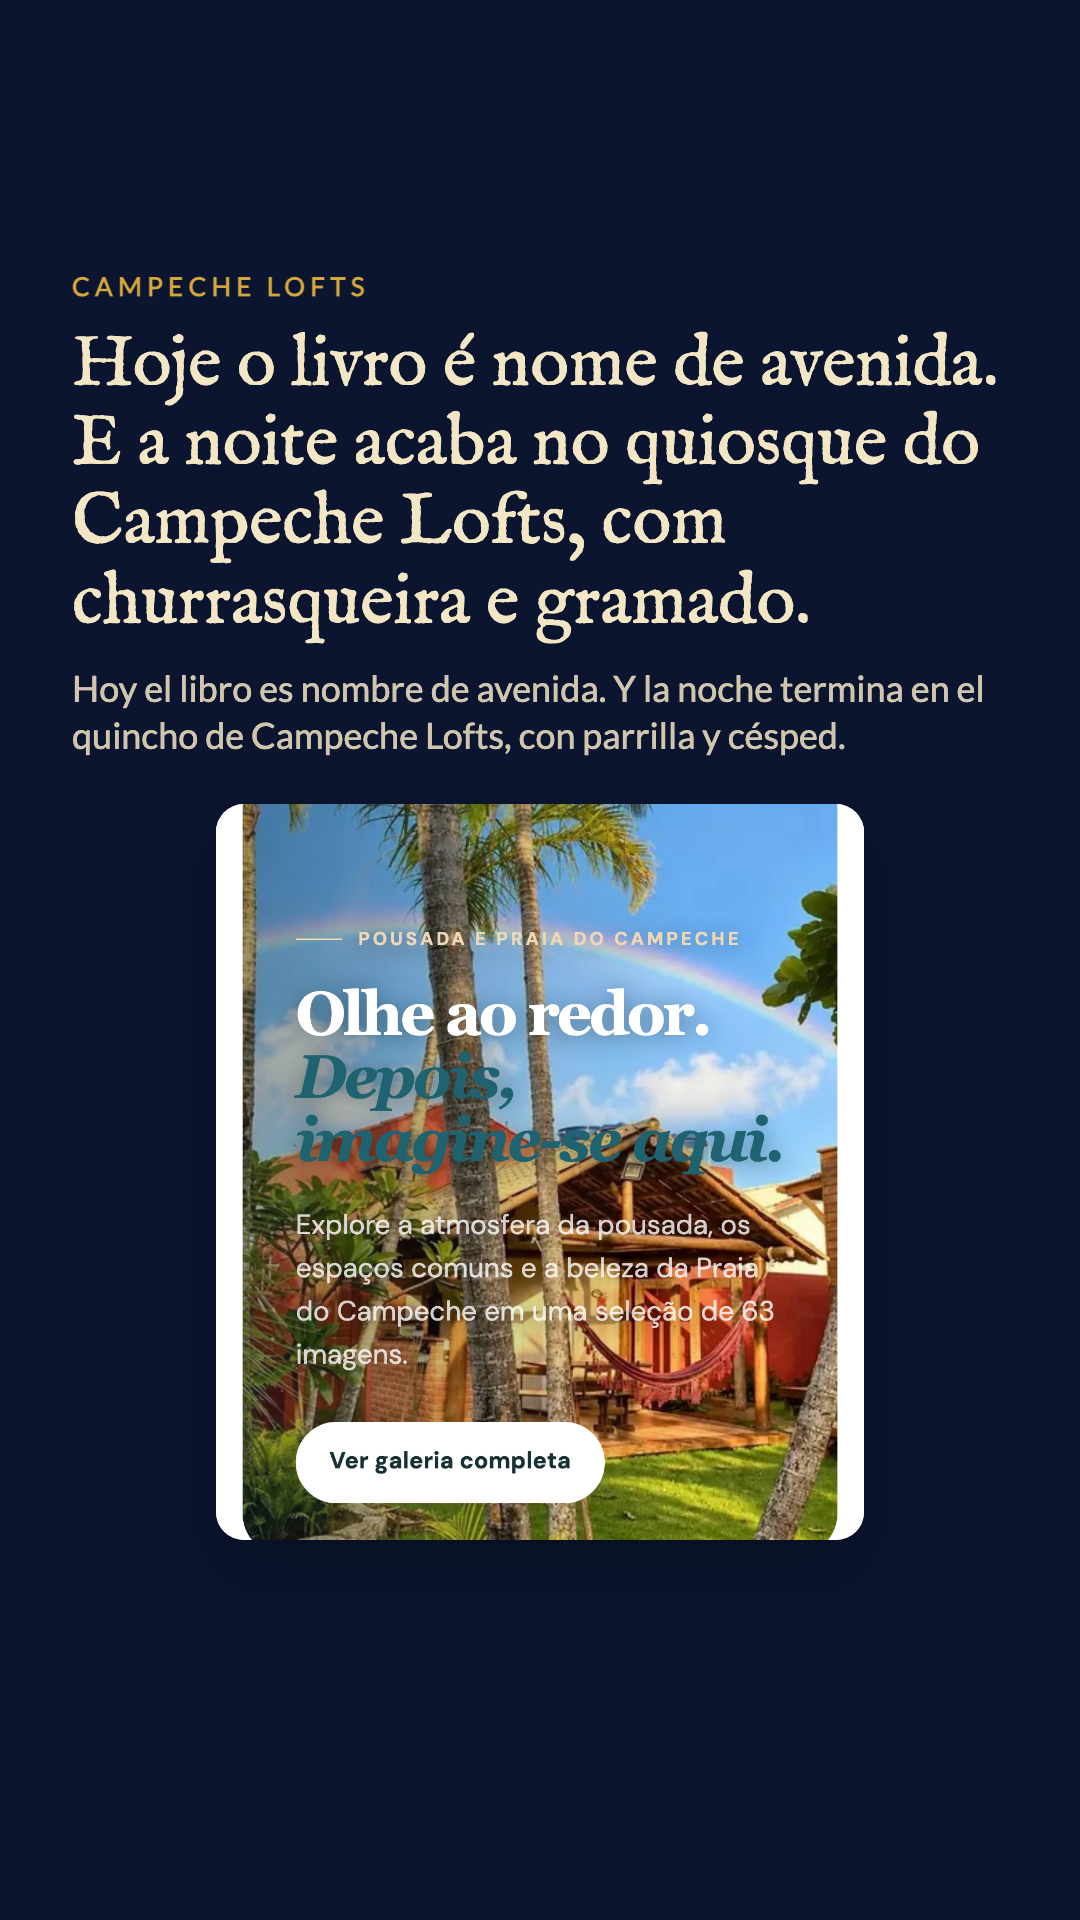 CAMPECHE LOFTS
Hoje o livro é nome de avenida.
E a noite acaba no quiosque do
Campeche Lofts, com
churrasqueira e gramado.
Hoy el libro es nombre de avenida. Y la noche termina en el
quincho de Campeche Lofts, con parrilla y césped.
POUSADA E PRAIA DO CAMPECHE
Olhe ao redor.
Depois,
imagine-se aqui.
Explore a atmosfera da pousada, os
espaços comuns e a beleza da Praia
do Campeche em uma seleção de 63
imagens.
Ver galeria completa